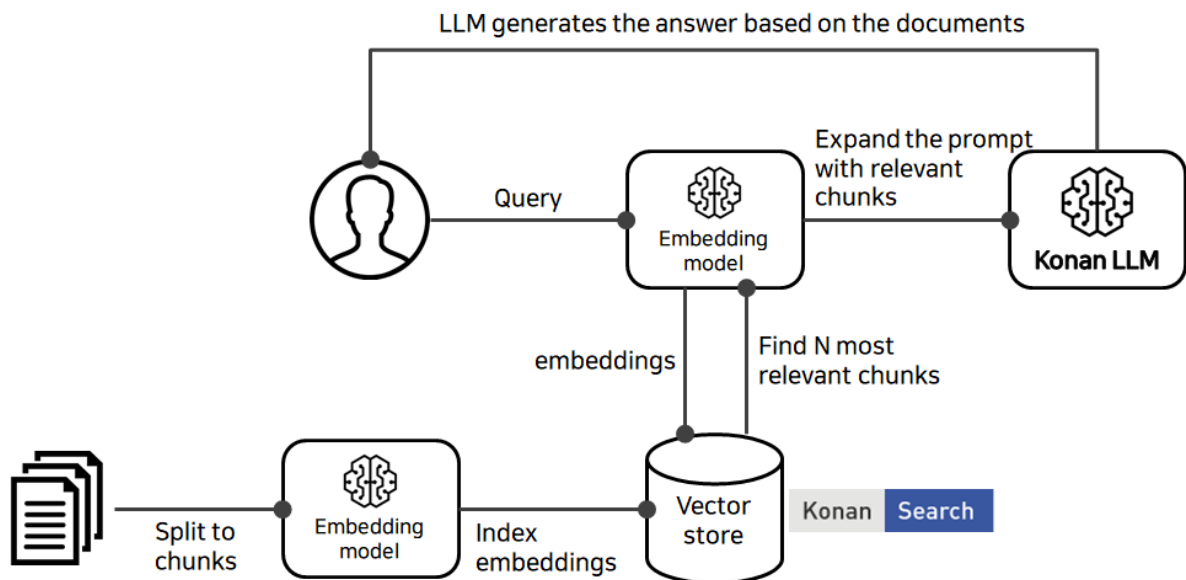 LLM generates the answer based on the documents
Expand the prompt
with relevant
chunks
Query
Embedding
model
Konan LLM
embeddings
Find N most
relevant chunks
Split to
chunks
Embedding
model
Index
embeddings
Vector
store
Konan Search